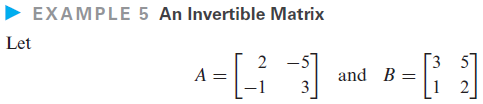 EXAMPLE 5 An Invertible Matrix
Let
A = [ 2 −5 ; −1 3 ] and B = [ 3 5 ; 1 2 ]